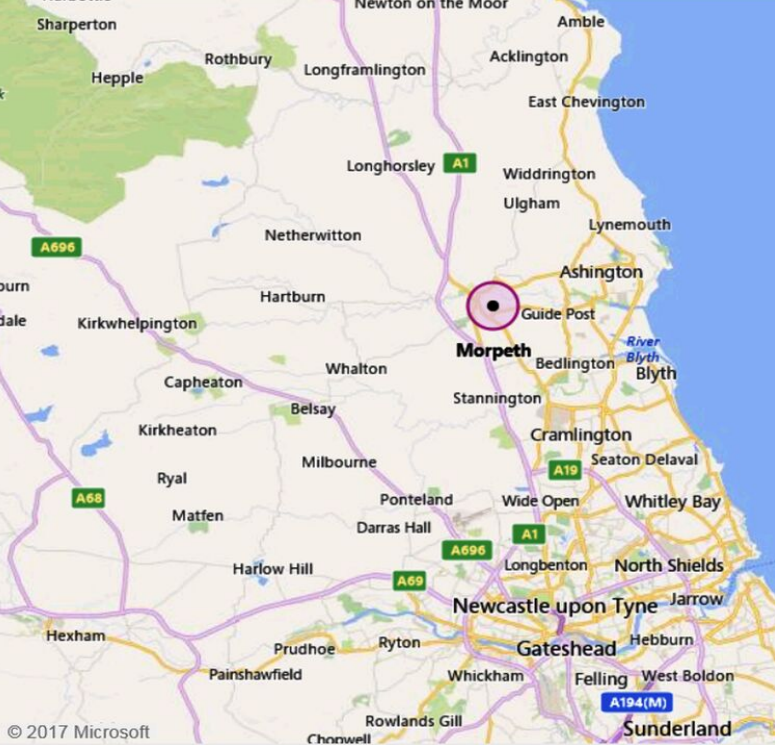 Newton on the Moor
Sharperton
Amble
Rothbury
Acklington
Longframlington
Hepple
East Chevington
Longhorsley
A1
Widdrington
Ulgham
Lynemouth
Netherwitton
A696
Ashington
Hartburn
Guide Post
Kirkwhelpington
River
Blyth
Morpeth
Bedlington
Whalton
Blyth
Capheaton
Stannington
Belsay
Kirkheaton
Cramlington
Milbourne
A19
Seaton Delaval
Ryal
A68
Ponteland
Wide Open
Whitley Bay
Matfen
Darras Hall
A1
A696
Longbenton
North Shields
Harlow Hill
A69
Jarrow
Newcastle upon Tyne
Hexham
Hebburn
Prudhoe
Ryton
Gateshead
Painshawfield
Whickham
Felling
West Boldon
A194(M)
Rowlands Gill
Sunderland
© 2017 Microsoft
Chopwell